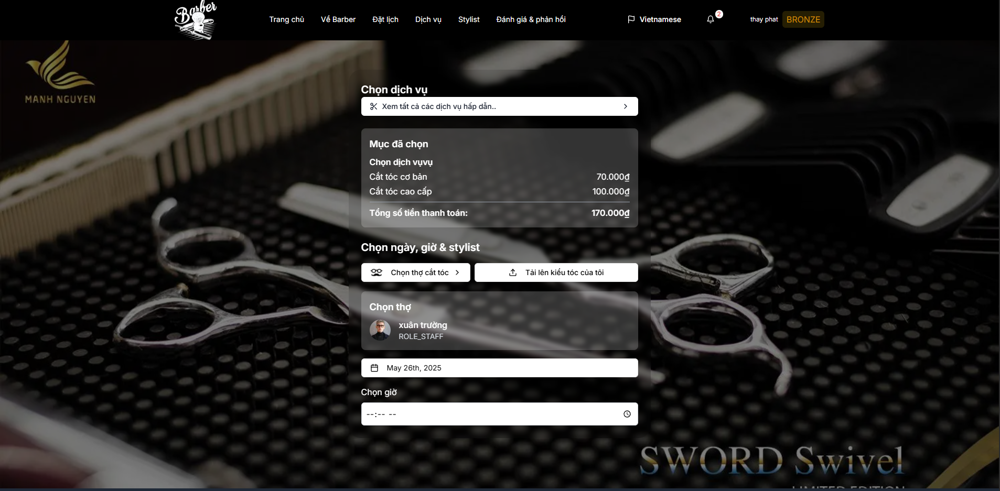 Barber
Trang chủ
Về Barber
Đặt lịch
Dịch vụ
Stylist
Đánh giá & phản hồi
Vietnamese
2
thay phat
BRONZE
MANH NGUYEN
Chọn dịch vụ
Xem tất cả các dịch vụ hấp dẫn..
Mục đã chọn
Chọn dịch vụvụ
Cắt tóc cơ bản 70.000₫
Cắt tóc cao cấp 100.000₫
Tổng số tiền thanh toán: 170.000₫
Chọn ngày, giờ & stylist
Chọn thợ cắt tóc
Tải lên kiểu tóc của tôi
Chọn thợ
xuân trường
ROLE_STAFF
May 26th, 2025
Chọn giờ
--:-- --
SWORD Swivel
LIMITED EDITION